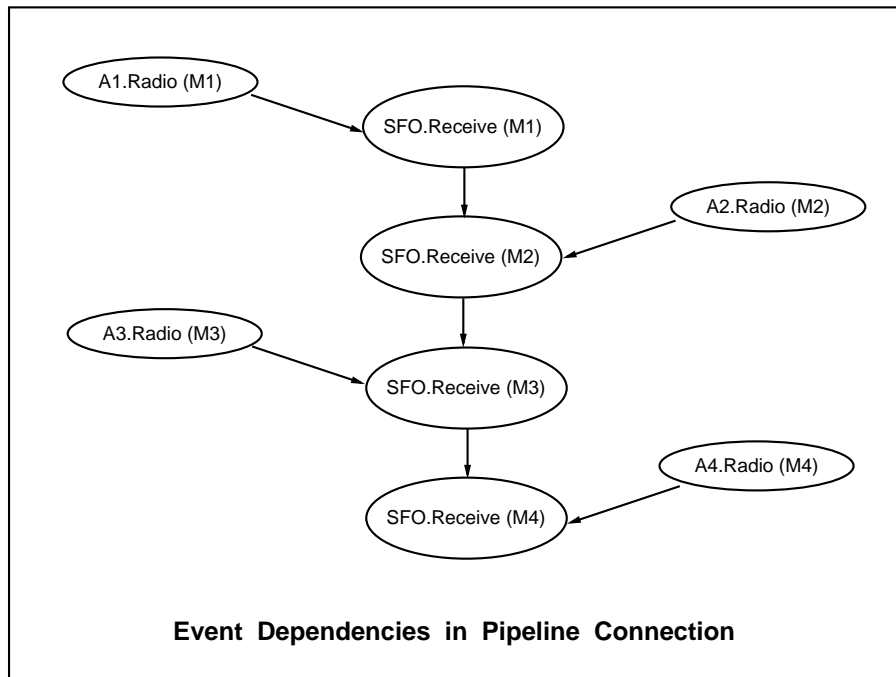 A1.Radio (M1)
SFO.Receive (M1)
A2.Radio (M2)
SFO.Receive (M2)
A3.Radio (M3)
SFO.Receive (M3)
A4.Radio (M4)
SFO.Receive (M4)
Event Dependencies in Pipeline Connection